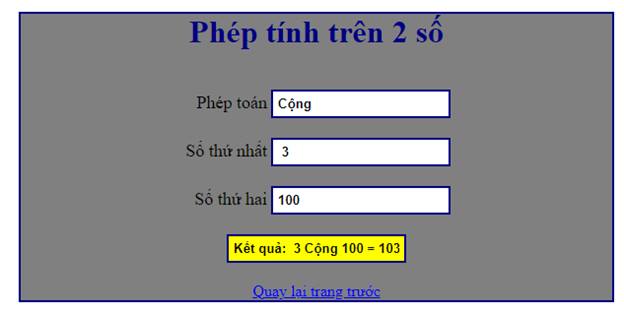 Phép tính trên 2 số
Phép toán Cộng
Số thứ nhất 3
Số thứ hai 100
Kết quả: 3 Cộng 100 = 103
Quay lại trang trước